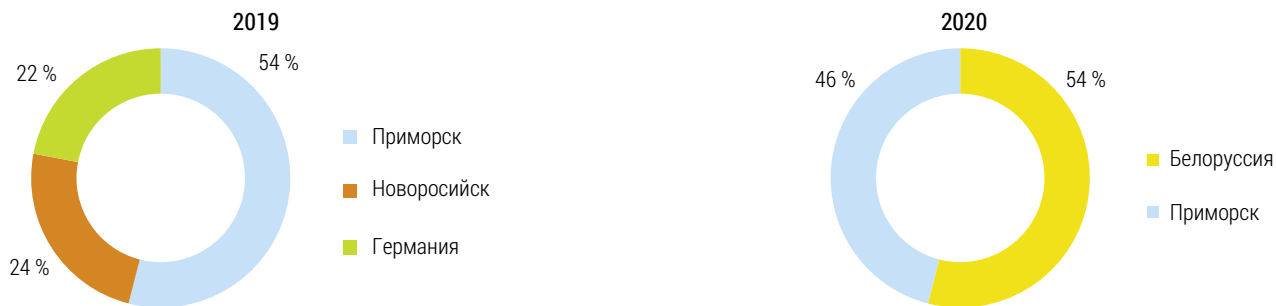 2019
54 %
22 %
24 %
Приморск
Новоросийск
Германия
2020
46 %
54 %
Белоруссия
Приморск